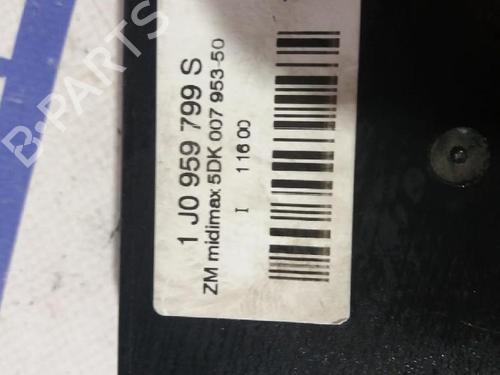 1 J0 959 799 S
ZM midimax 5DK 007 953-50
I 116 00
B-PARTS